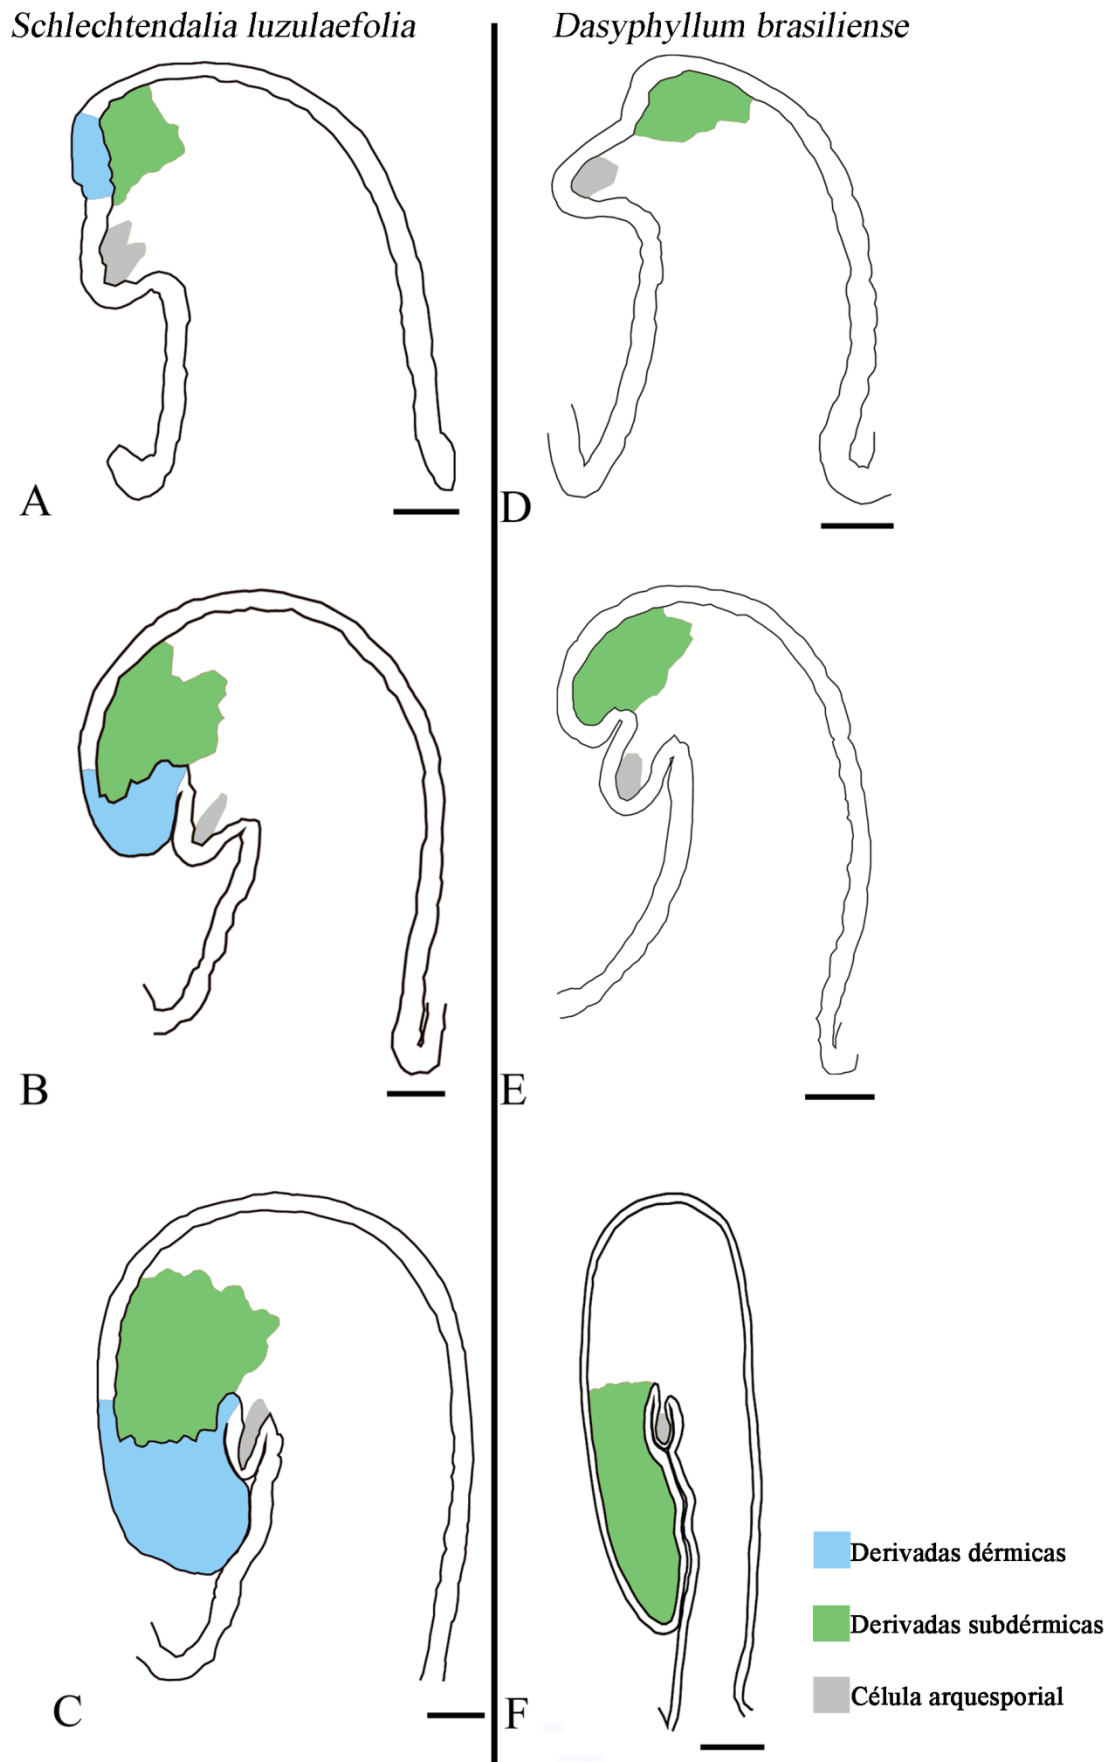 Schlechtendalia luzulaefolia
Dasyphyllum brasiliense
A
D
B
E
C
F
Derivadas dérmicas
Derivadas subdérmicas
Célula arquesporial